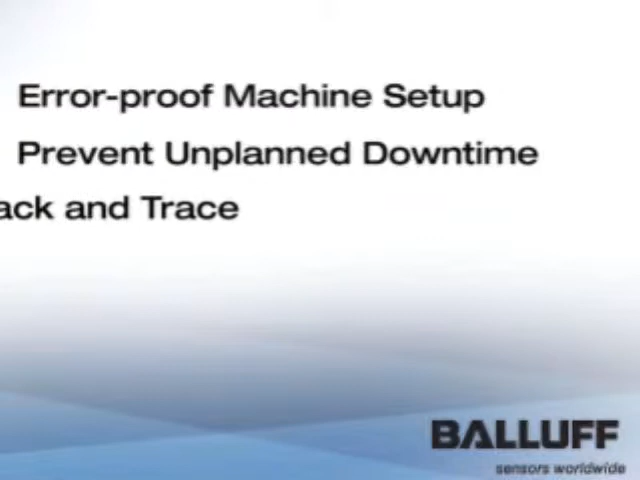 Error-proof Machine Setup
Prevent Unplanned Downtime
ack and Trace
BALLUFF
sensors worldwide